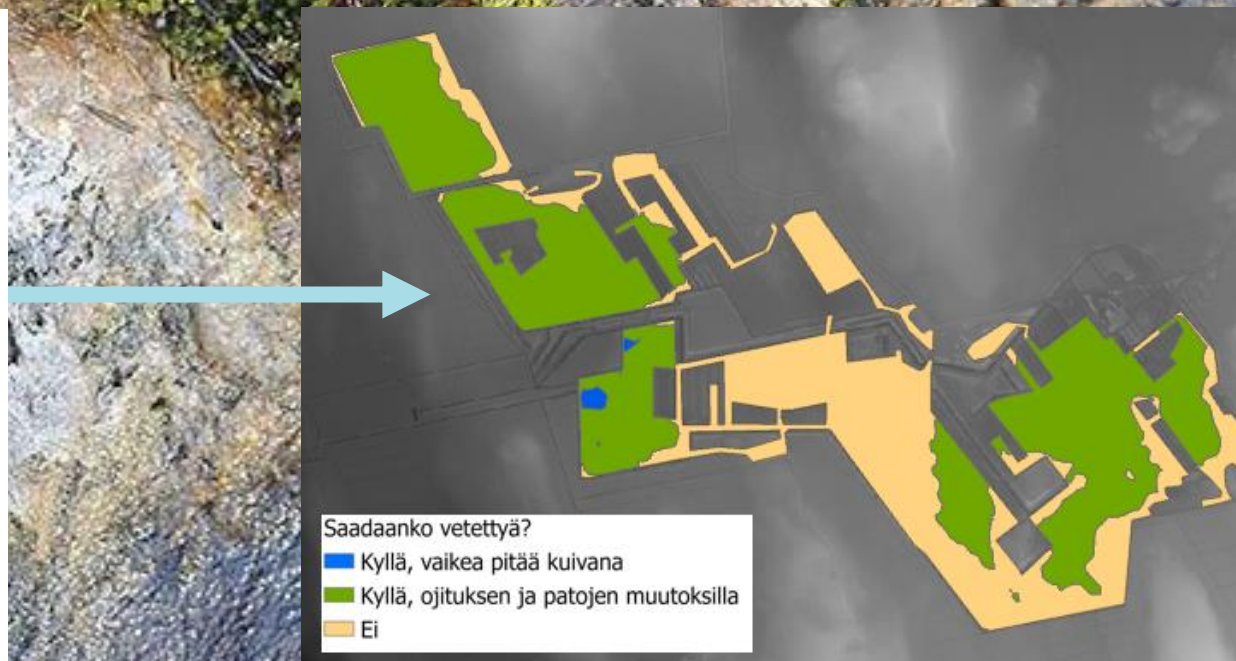 Saadaanko vetettyä?
Kyllä, vaikea pitää kuivana
Kyllä, ojituksen ja patojen muutoksilla
Ei